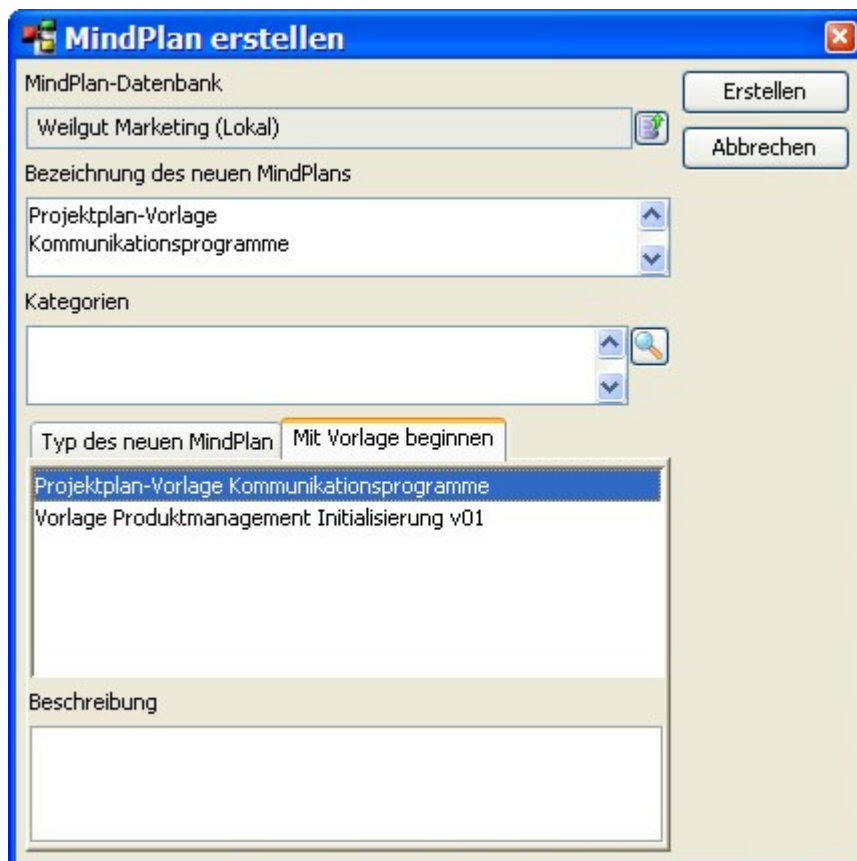 MindPlan erstellen
MindPlan-Datenbank
Weilgut Marketing (Lokal)
Erstellen
Abbrechen
Bezeichnung des neuen MindPlans
Projektplan-Vorlage
Kommunikationsprogramme
Kategorien
Typ des neuen MindPlan
Mit Vorlage beginnen
Projektplan-Vorlage Kommunikationsprogramme
Vorlage Produktmanagement Initialisierung v01
Beschreibung